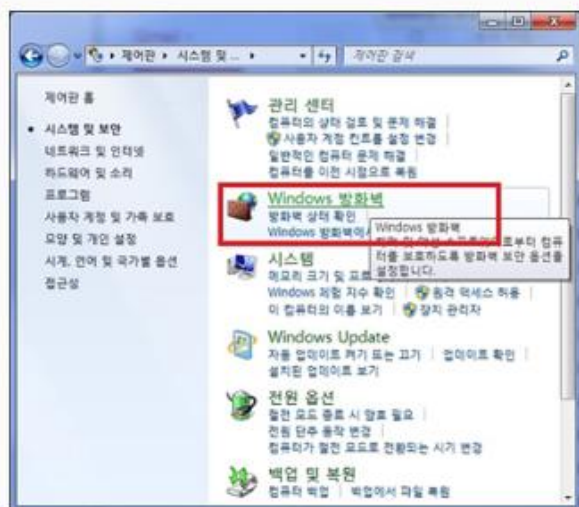 제어판 ▸ 시스템 및 ... ▸
제어판 검색
제어판 홈
시스템 및 보안
네트워크 및 인터넷
하드웨어 및 소리
프로그램
사용자 계정 및 가족 보호
모양 및 개인 설정
시계, 언어 및 국가별 옵션
접근성
관리 센터
컴퓨터의 상태 검토 및 문제 해결
사용자 계정 컨트롤 설정 변경
일반적인 컴퓨터 문제 해결
컴퓨터를 이전 시점으로 복원
Windows 방화벽
방화벽 상태 확인
Windows 방화벽에서
Windows 방화벽
로부터 컴퓨
터를 보호하도록 방화벽 보안 옵션을
설정합니다.
시스템
메모리 크기 및 프로
Windows 체험 지수 확인 원격 액세스 허용
이 컴퓨터의 이름 보기 장치 관리자
Windows Update
자동 업데이트 켜기 또는 끄기 업데이트 확인
설치된 업데이트 보기
전원 옵션
절전 모드 종료 시 암호 필요
전원 단추 동작 변경
컴퓨터가 절전 모드로 전환되는 시기 변경
백업 및 복원
컴퓨터 백업 백업에서 파일 복원